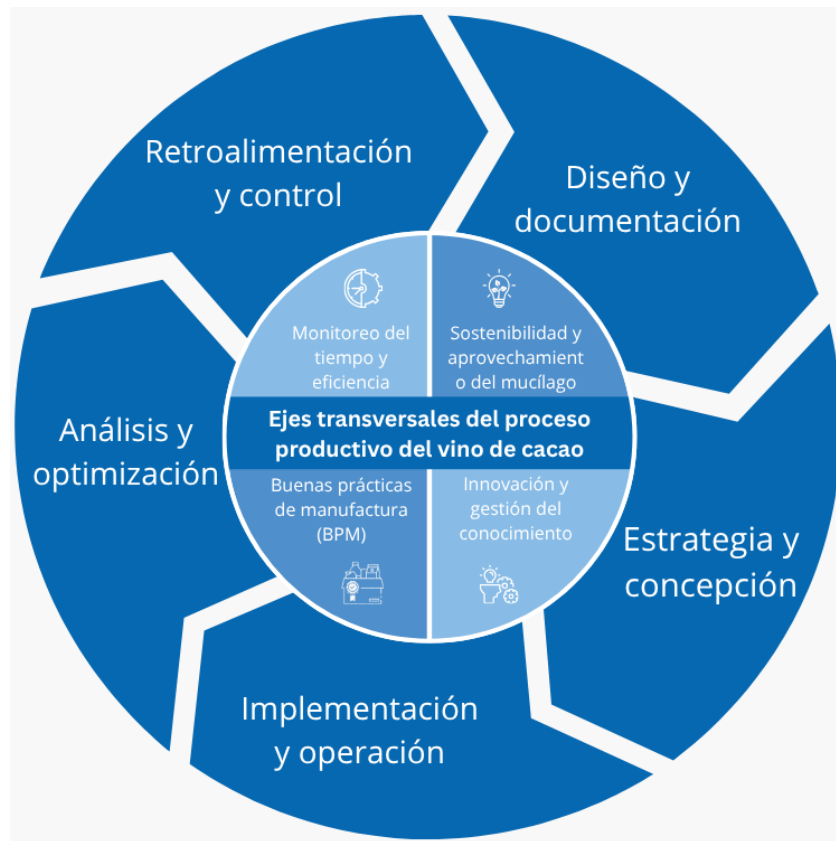 Retroalimentación
y control
Diseño y
documentación
Estrategia y
concepción
Implementación
y operación
Análisis y
optimización
Monitoreo del
tiempo y
eficiencia
Sostenibilidad y
aprovechamient
o del mucílago
Ejes transversales del proceso
productivo del vino de cacao
Buenas prácticas
de manufactura
(BPM)
Innovación y
gestión del
conocimiento